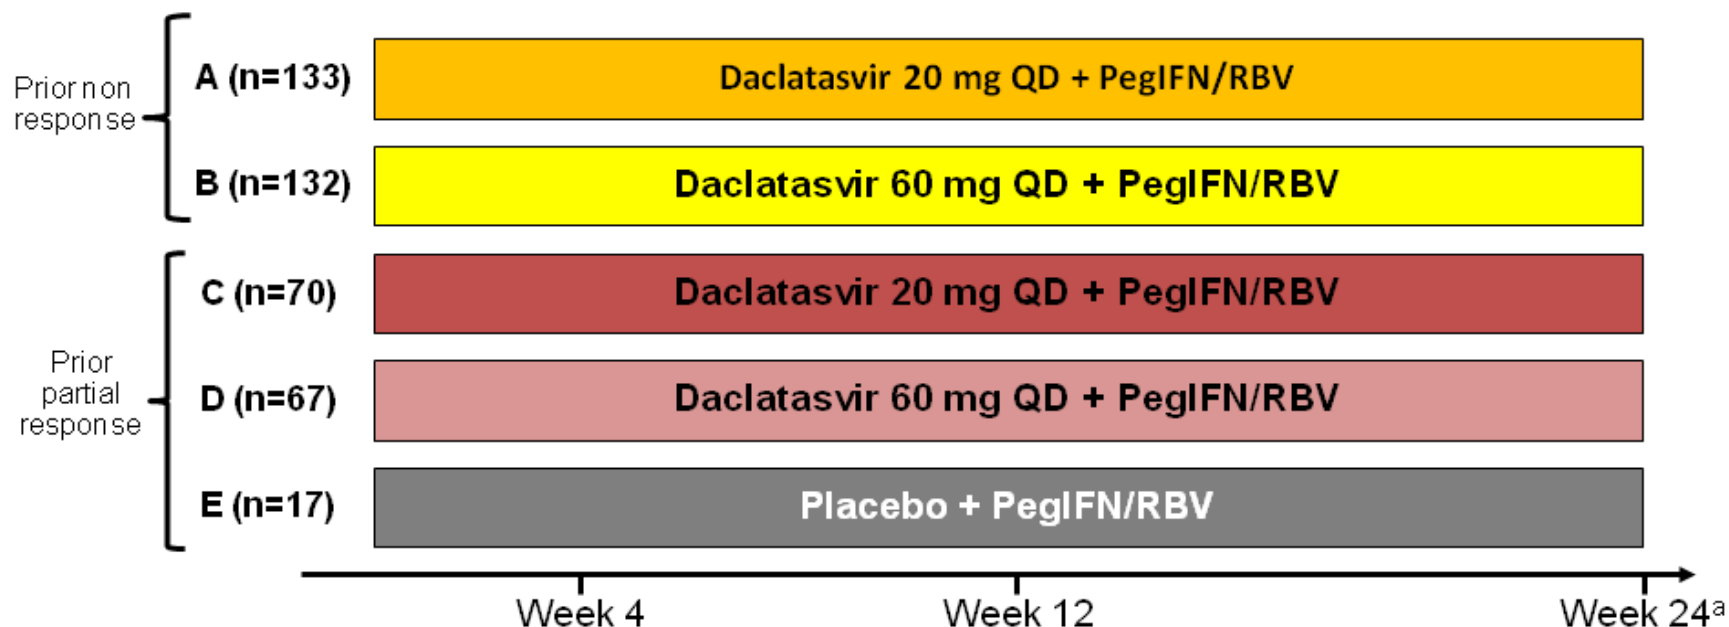 Prior non
response
A (n=133)
Daclatasvir 20 mg QD + PegIFN/RBV
B (n=132)
Daclatasvir 60 mg QD + PegIFN/RBV
Prior
partial
response
C (n=70)
Daclatasvir 20 mg QD + PegIFN/RBV
D (n=67)
Daclatasvir 60 mg QD + PegIFN/RBV
E (n=17)
Placebo + PegIFN/RBV
Week 4
Week 12
Week 24ᵃ